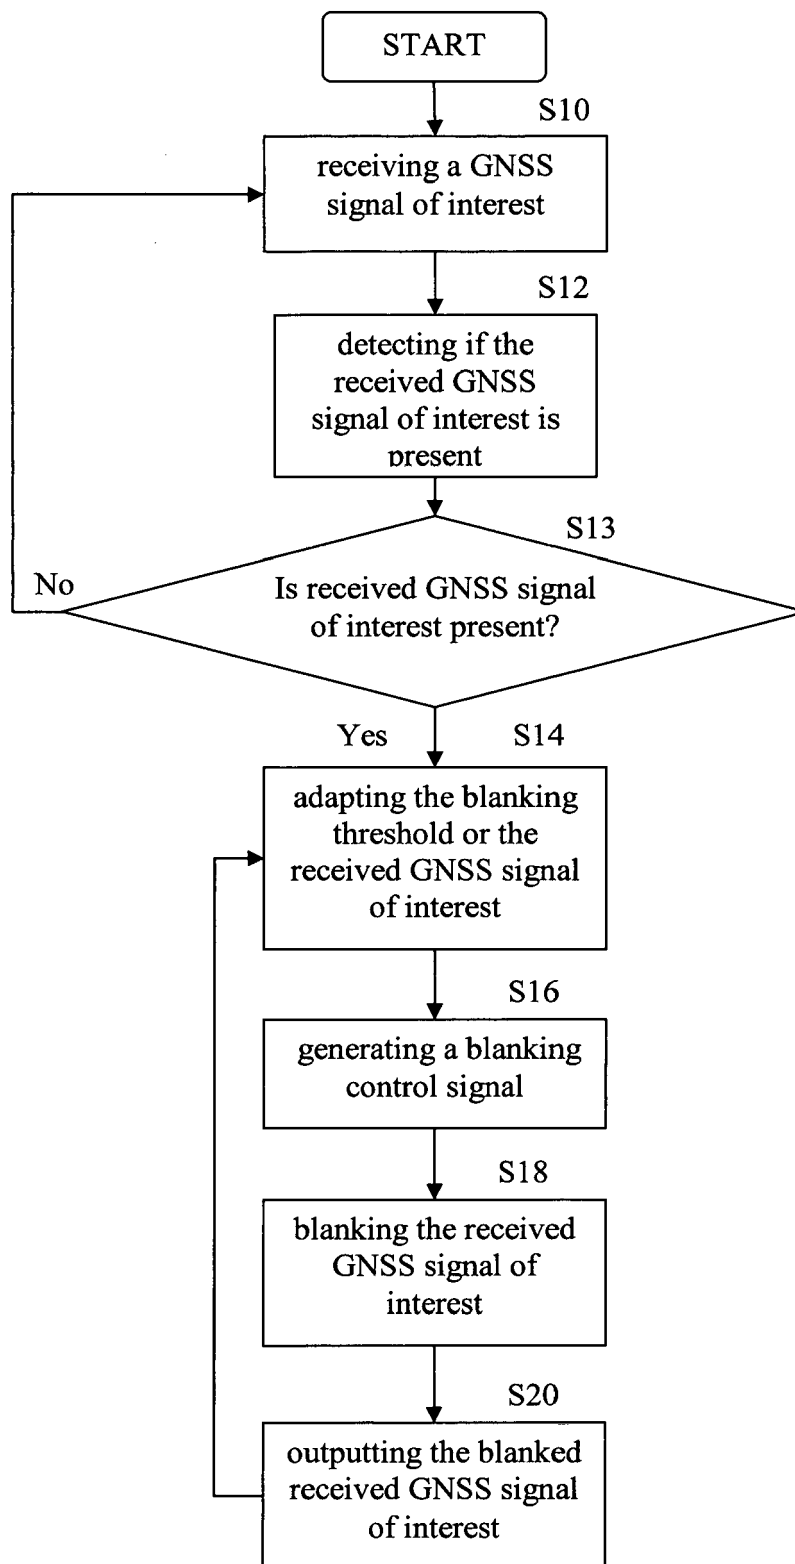 START
S10
receiving a GNSS
signal of interest
S12
detecting if the
received GNSS
signal of interest is
present
S13
No
Is received GNSS signal
of interest present?
Yes
S14
adapting the blanking
threshold or the
received GNSS signal
of interest
S16
generating a blanking
control signal
S18
blanking the received
GNSS signal of
interest
S20
outputting the blanked
received GNSS signal
of interest